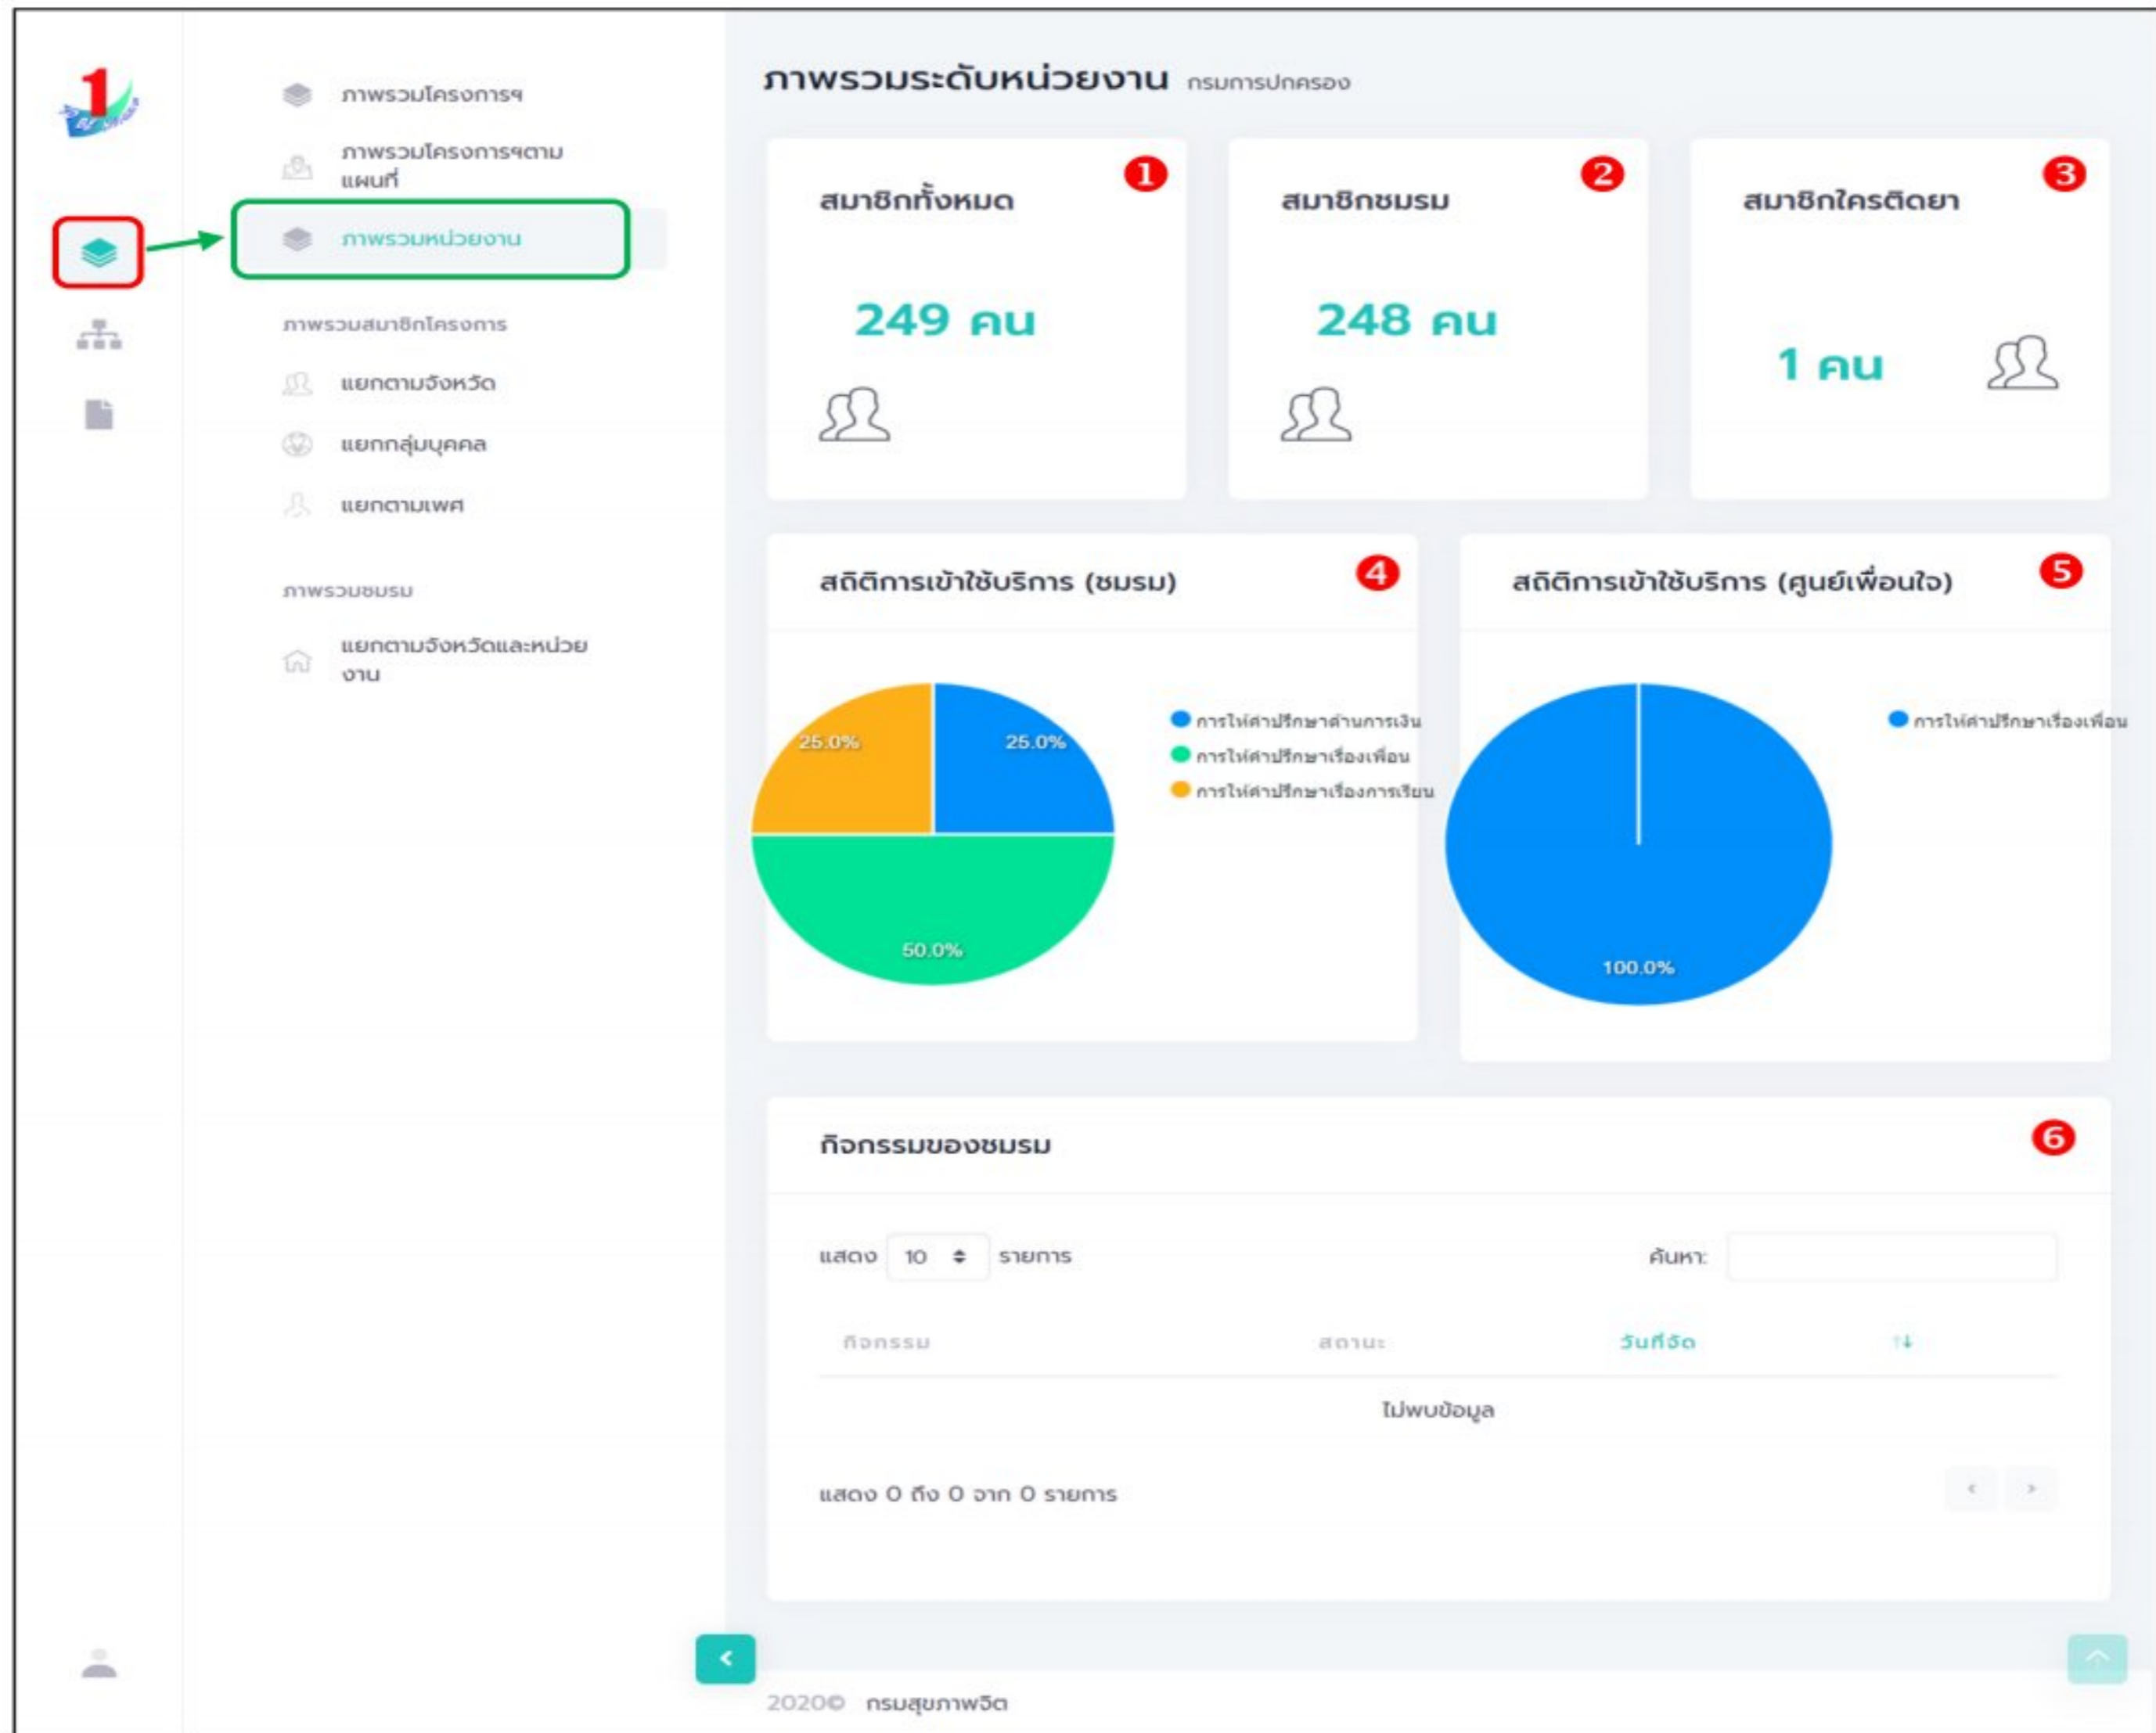 1
ภาพรวมโครงการฯ
ภาพรวมโครงการฯตาม
แผนที่
ภาพรวมหน่วยงาน
ภาพรวมสมาชิกโครงการ
แยกตามจังหวัด
แยกกลุ่มบุคคล
แยกตามเพศ
ภาพรวมชมรม
แยกตามจังหวัดและหน่วย
งาน
ภาพรวมระดับหน่วยงาน กรมการปกครอง
สมาชิกทั้งหมด 1
249 คน
สมาชิกชมรม 2
248 คน
สมาชิกใครติดยา 3
1 คน
สถิติการเข้าใช้บริการ (ชมรม) 4
25.0%
25.0%
50.0%
การให้คำปรึกษาด้านการเงิน
การให้คำปรึกษาเรื่องเพื่อน
การให้คำปรึกษาเรื่องการเรียน
สถิติการเข้าใช้บริการ (ศูนย์เพื่อนใจ) 5
100.0%
การให้คำปรึกษาเรื่องเพื่อน
กิจกรรมของชมรม 6
แสดง 10 รายการ
ค้นหา:
กิจกรรม สถานะ วันที่จัด
ไม่พบข้อมูล
แสดง 0 ถึง 0 จาก 0 รายการ
2020© กรมสุขภาพจิต